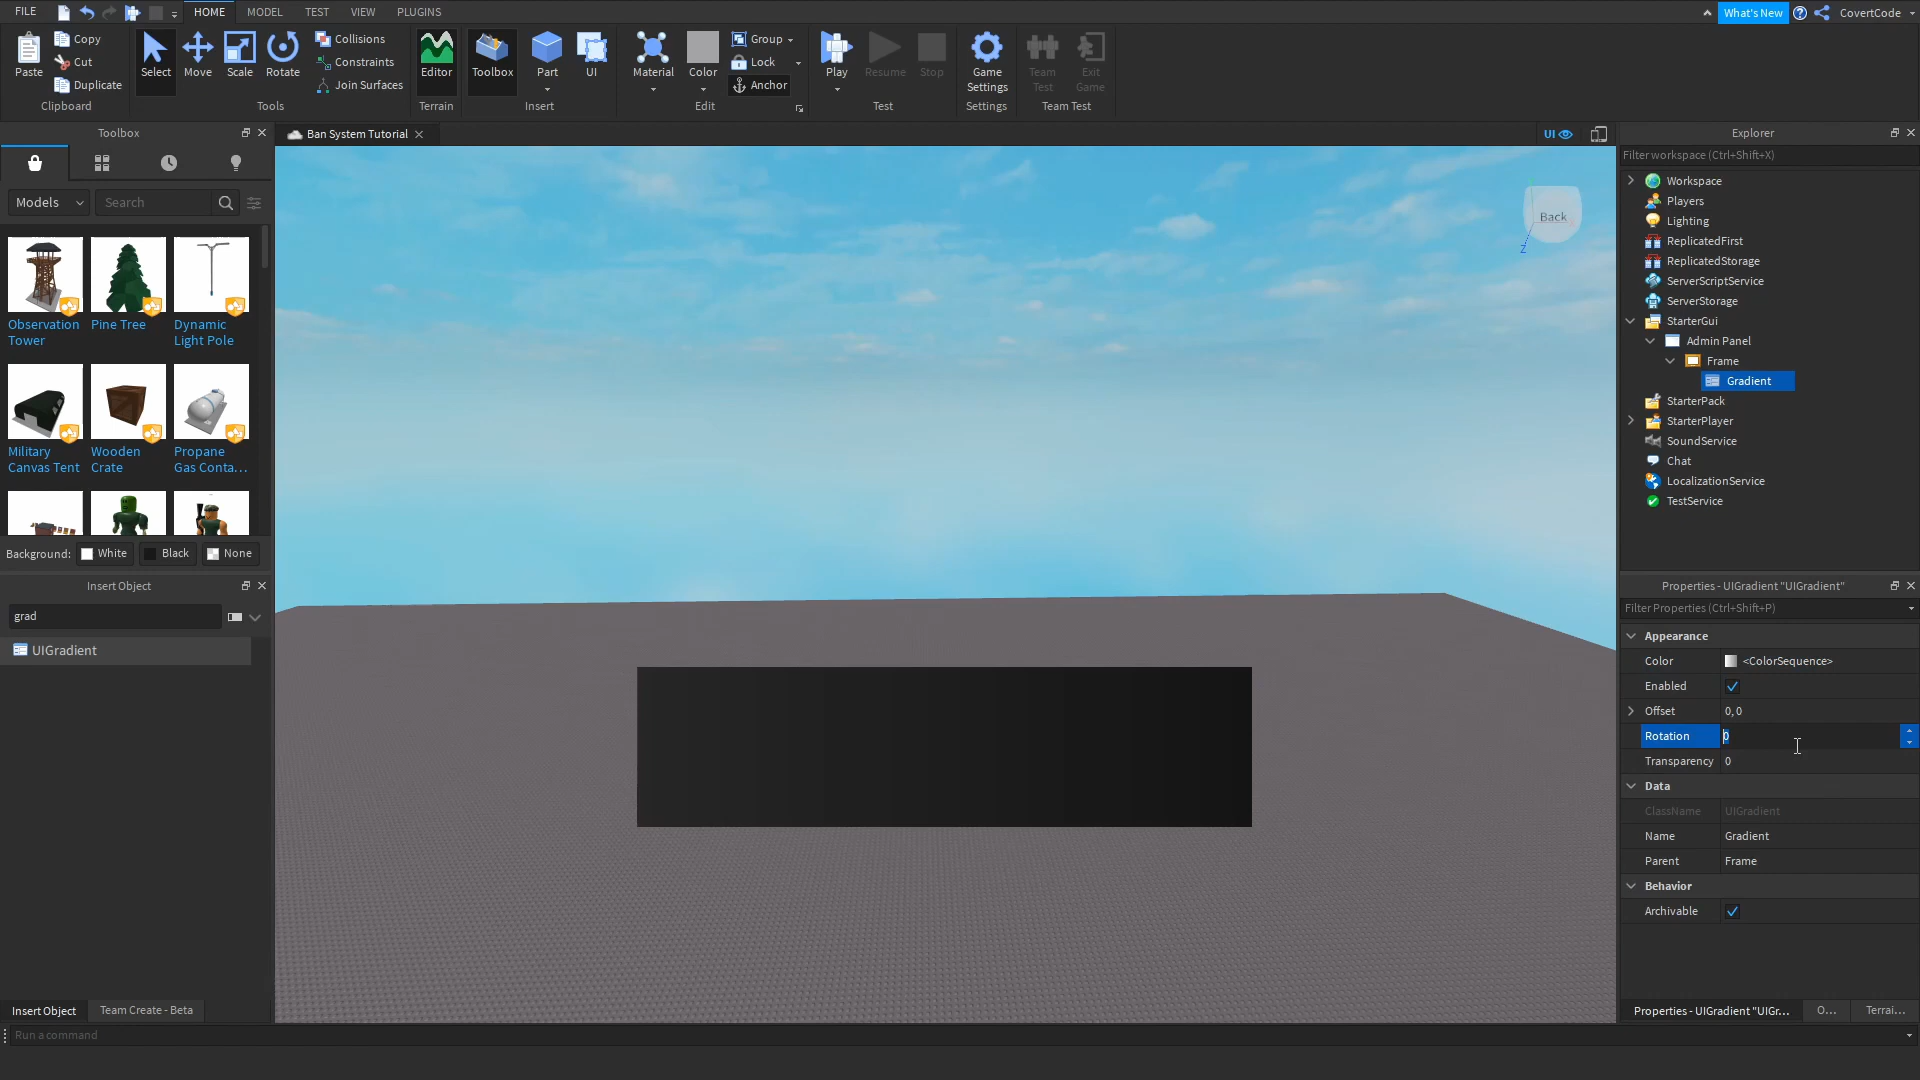 FILE HOME MODEL TEST VIEW PLUGINS What's New CovertCode
Paste Copy Cut Duplicate Clipboard
Select Move Scale Rotate Collisions Constraints Join Surfaces Tools
Editor Terrain
Toolbox Part UI Insert
Material Color Group Lock Anchor Edit
Play Resume Stop Test
Game Settings Settings
Team Test Exit Game Team Test
Toolbox
Models Search
Observation Tower
Pine Tree
Dynamic Light Pole
Military Canvas Tent
Wooden Crate
Propane Gas Conta...
Background: White Black None
Insert Object
grad
UIGradient
Insert Object Team Create - Beta
Run a command
Ban System Tutorial UI
Back
Z
Explorer
Filter workspace (Ctrl+Shift+X)
Workspace
Players
Lighting
ReplicatedFirst
ReplicatedStorage
ServerScriptService
ServerStorage
StarterGui
Admin Panel
Frame
Gradient
StarterPack
StarterPlayer
SoundService
Chat
LocalizationService
TestService
Properties - UIGradient "UIGradient"
Filter Properties (Ctrl+Shift+P)
Appearance
Color <ColorSequence>
Enabled
Offset 0, 0
Rotation 0
Transparency 0
Data
ClassName UIGradient
Name Gradient
Parent Frame
Behavior
Archivable
Properties - UIGradient "UIGr... O... Terrai...